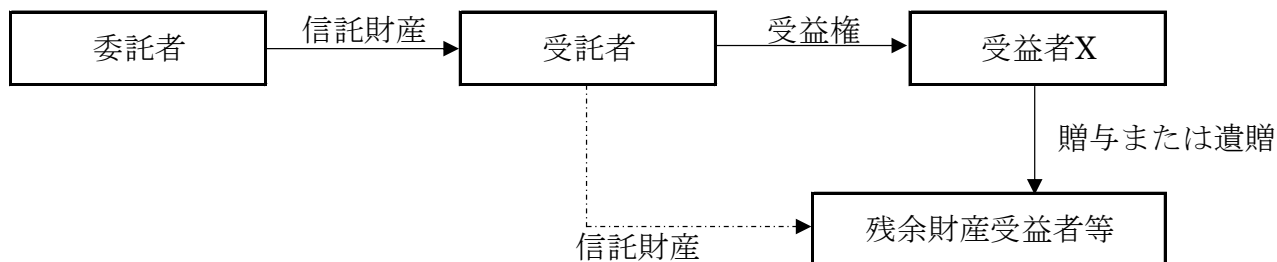 委託者
信託財産
受託者
受益権
受益者X
贈与または遺贈
残余財産受益者等
信託財産